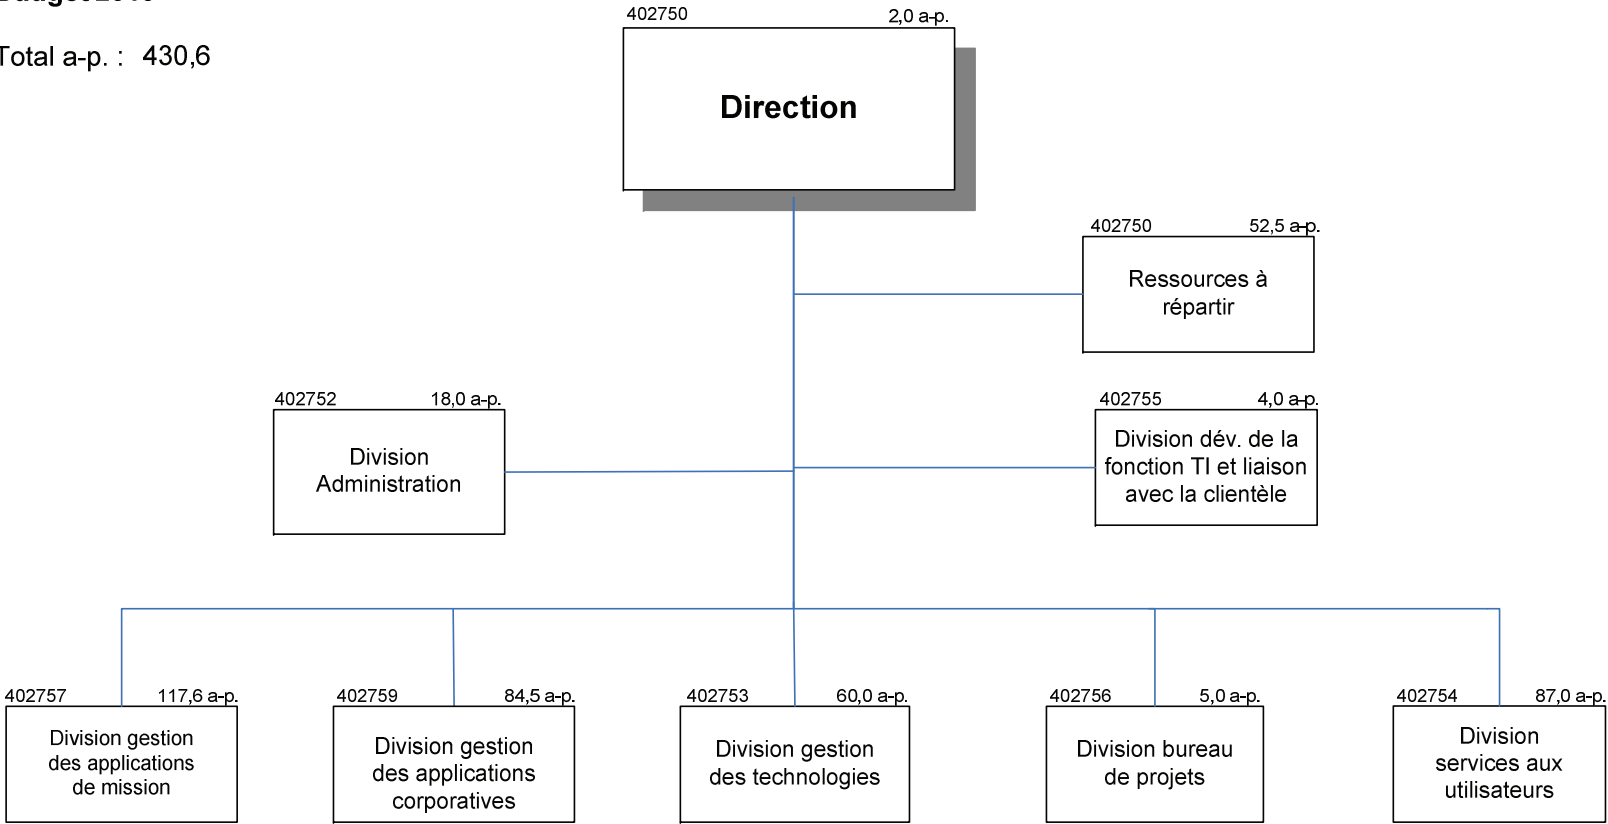 Total a-p. : 430,6
402750 2,0 a-p.
Direction
402750 52,5 a-p.
Ressources à
répartir
402752 18,0 a-p.
Division
Administration
402755 4,0 a-p.
Division dév. de la
fonction TI et liaison
avec la clientèle
402757 117,6 a-p.
Division gestion
des applications
de mission
402759 84,5 a-p.
Division gestion
des applications
corporatives
402753 60,0 a-p.
Division gestion
des technologies
402756 5,0 a-p.
Division bureau
de projets
402754 87,0 a-p.
Division
services aux
utilisateurs